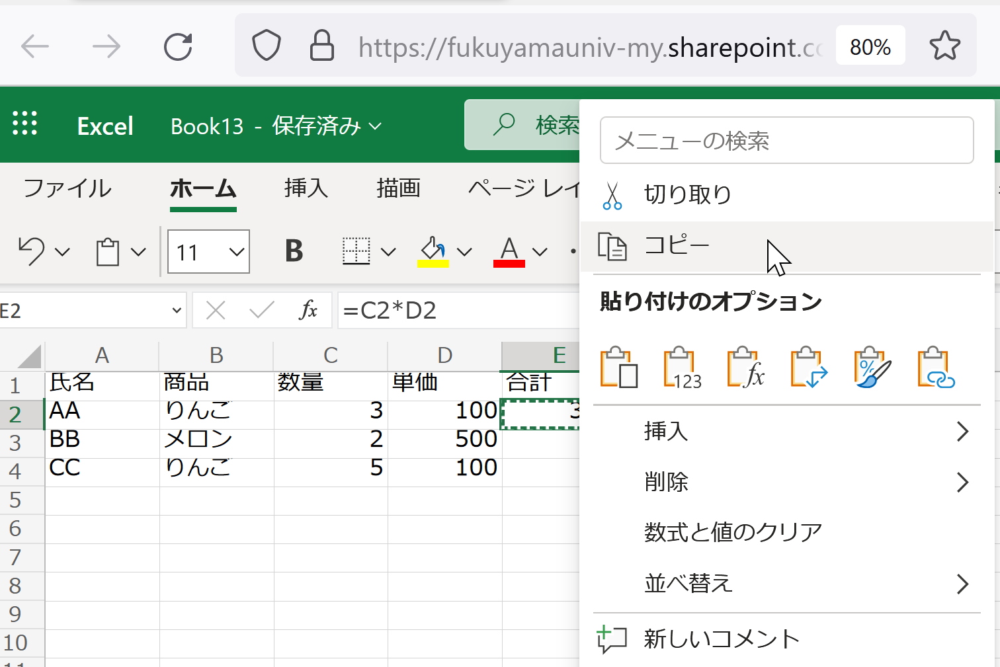 https://fukuyamauniv-my.sharepoint.c
80%
Excel
Book13 - 保存済み
検索
メニューの検索
ファイル
ホーム
挿入
描画
ページ レイ
切り取り
11
B
A
コピー
貼り付けのオプション
E2
fx
=C2*D2
A B C D E
123
fx
%
1 氏名 商品 数量 単価 合計
2 AA りんご 3 100 3
3 BB メロン 2 500
4 CC りんご 5 100
5
6
7
8
9
10
挿入
削除
数式と値のクリア
並べ替え
新しいコメント